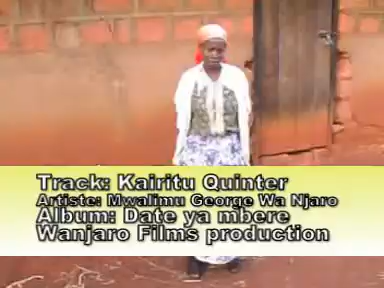 Track: Kairitu Quinter
Artiste: Mwalimu George Wa Njaro
Album: Date ya mbere
Wanjaro Films production